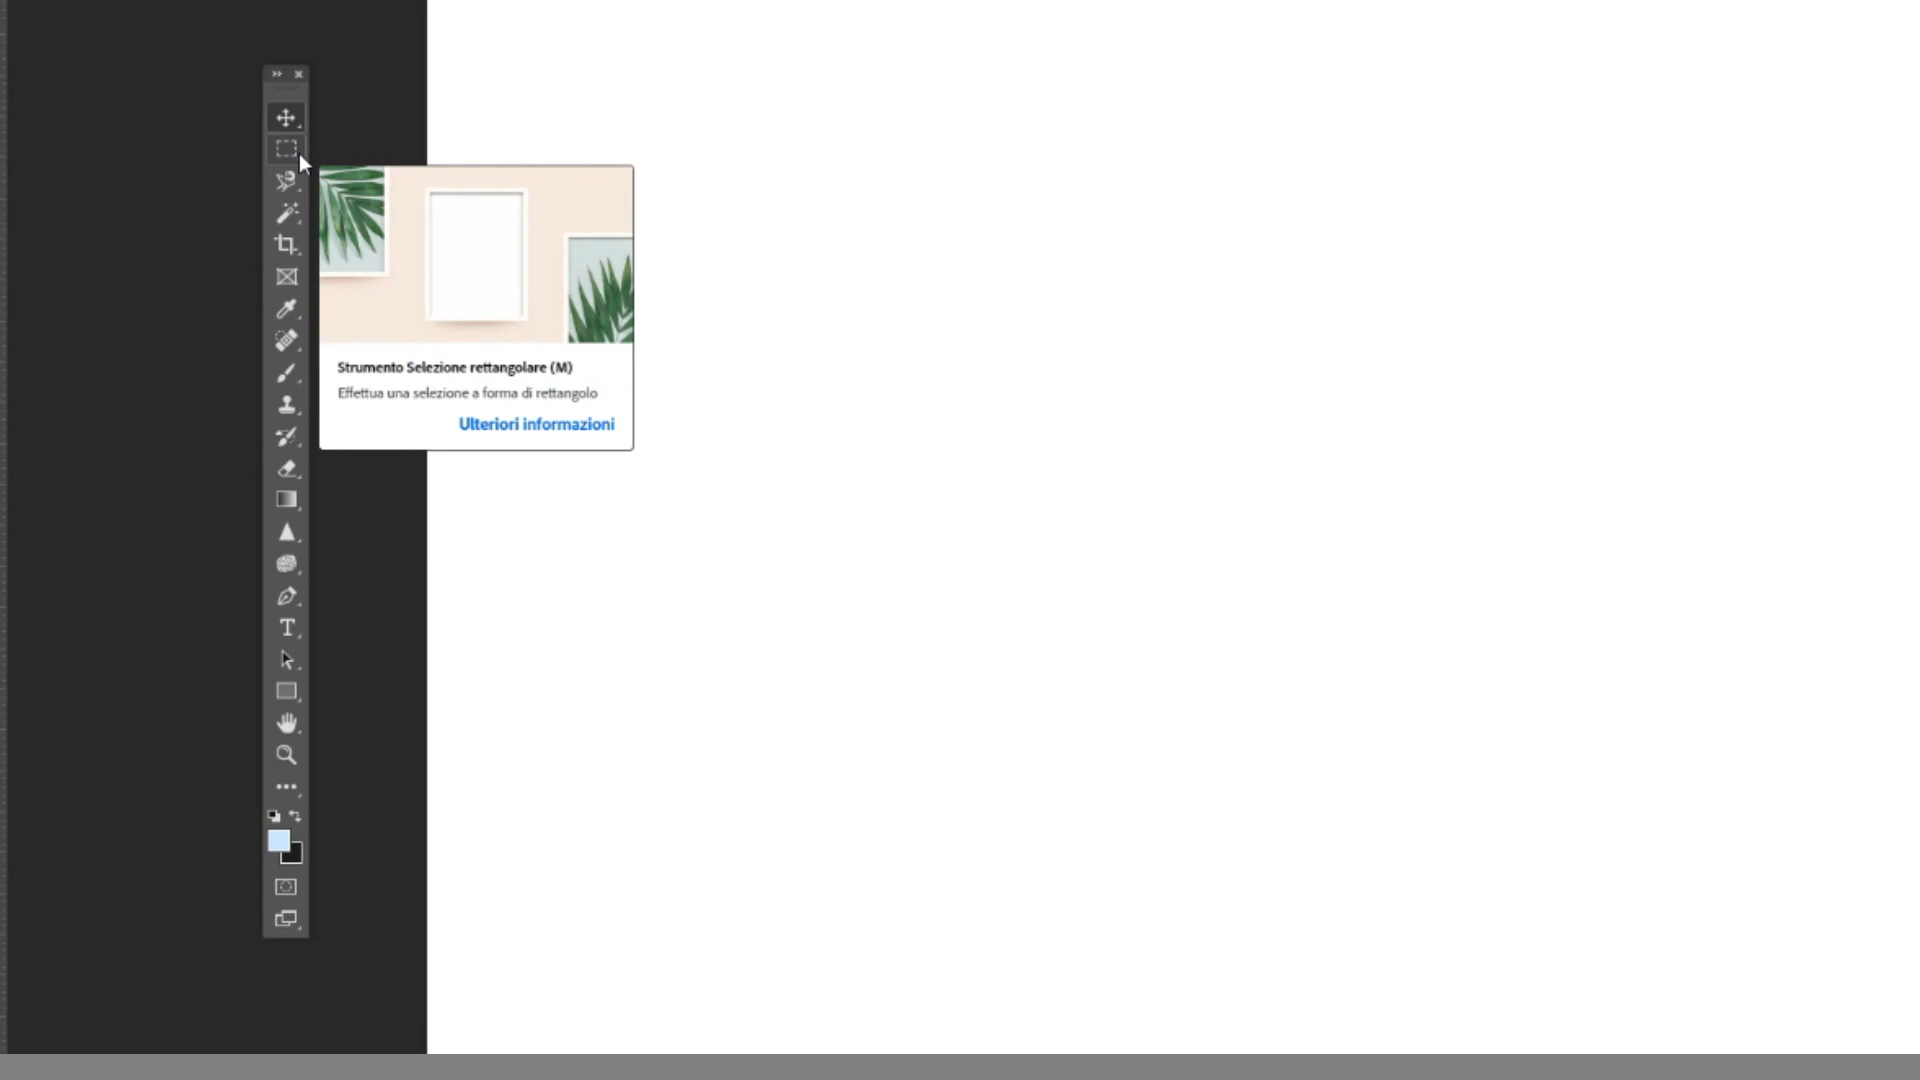 Strumento Selezione rettangolare (M)
Effettua una selezione a forma di rettangolo
Ulteriori informazioni